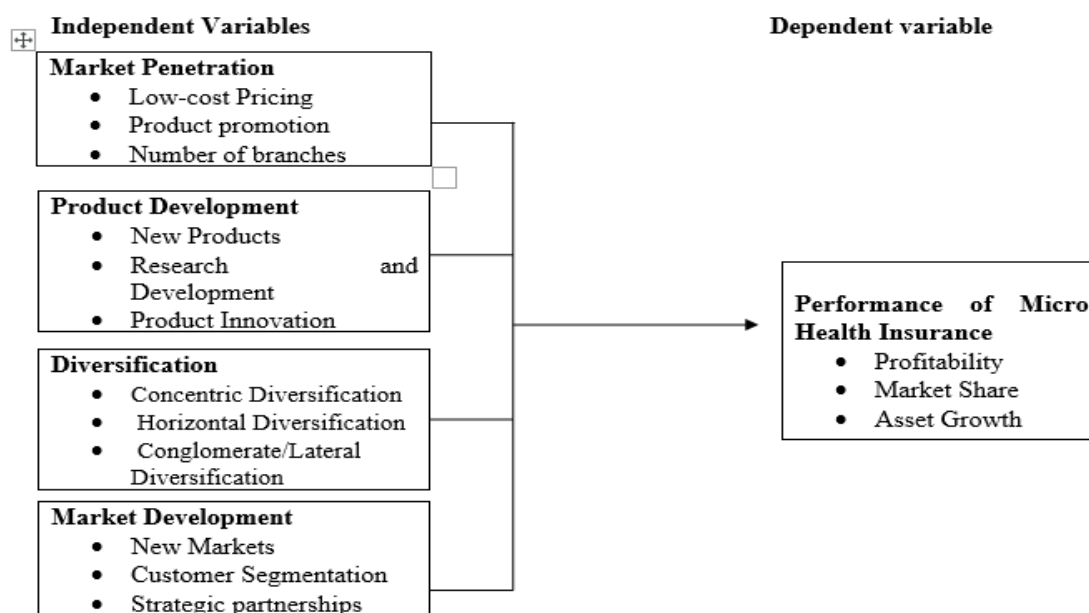 Independent Variables
Dependent variable
Market Penetration
• Low-cost Pricing
• Product promotion
• Number of branches
Product Development
• New Products
• Research and
Development
• Product Innovation
Diversification
• Concentric Diversification
• Horizontal Diversification
• Conglomerate/Lateral
Diversification
Market Development
• New Markets
• Customer Segmentation
• Strategic partnerships
Performance of Micro
Health Insurance
• Profitability
• Market Share
• Asset Growth